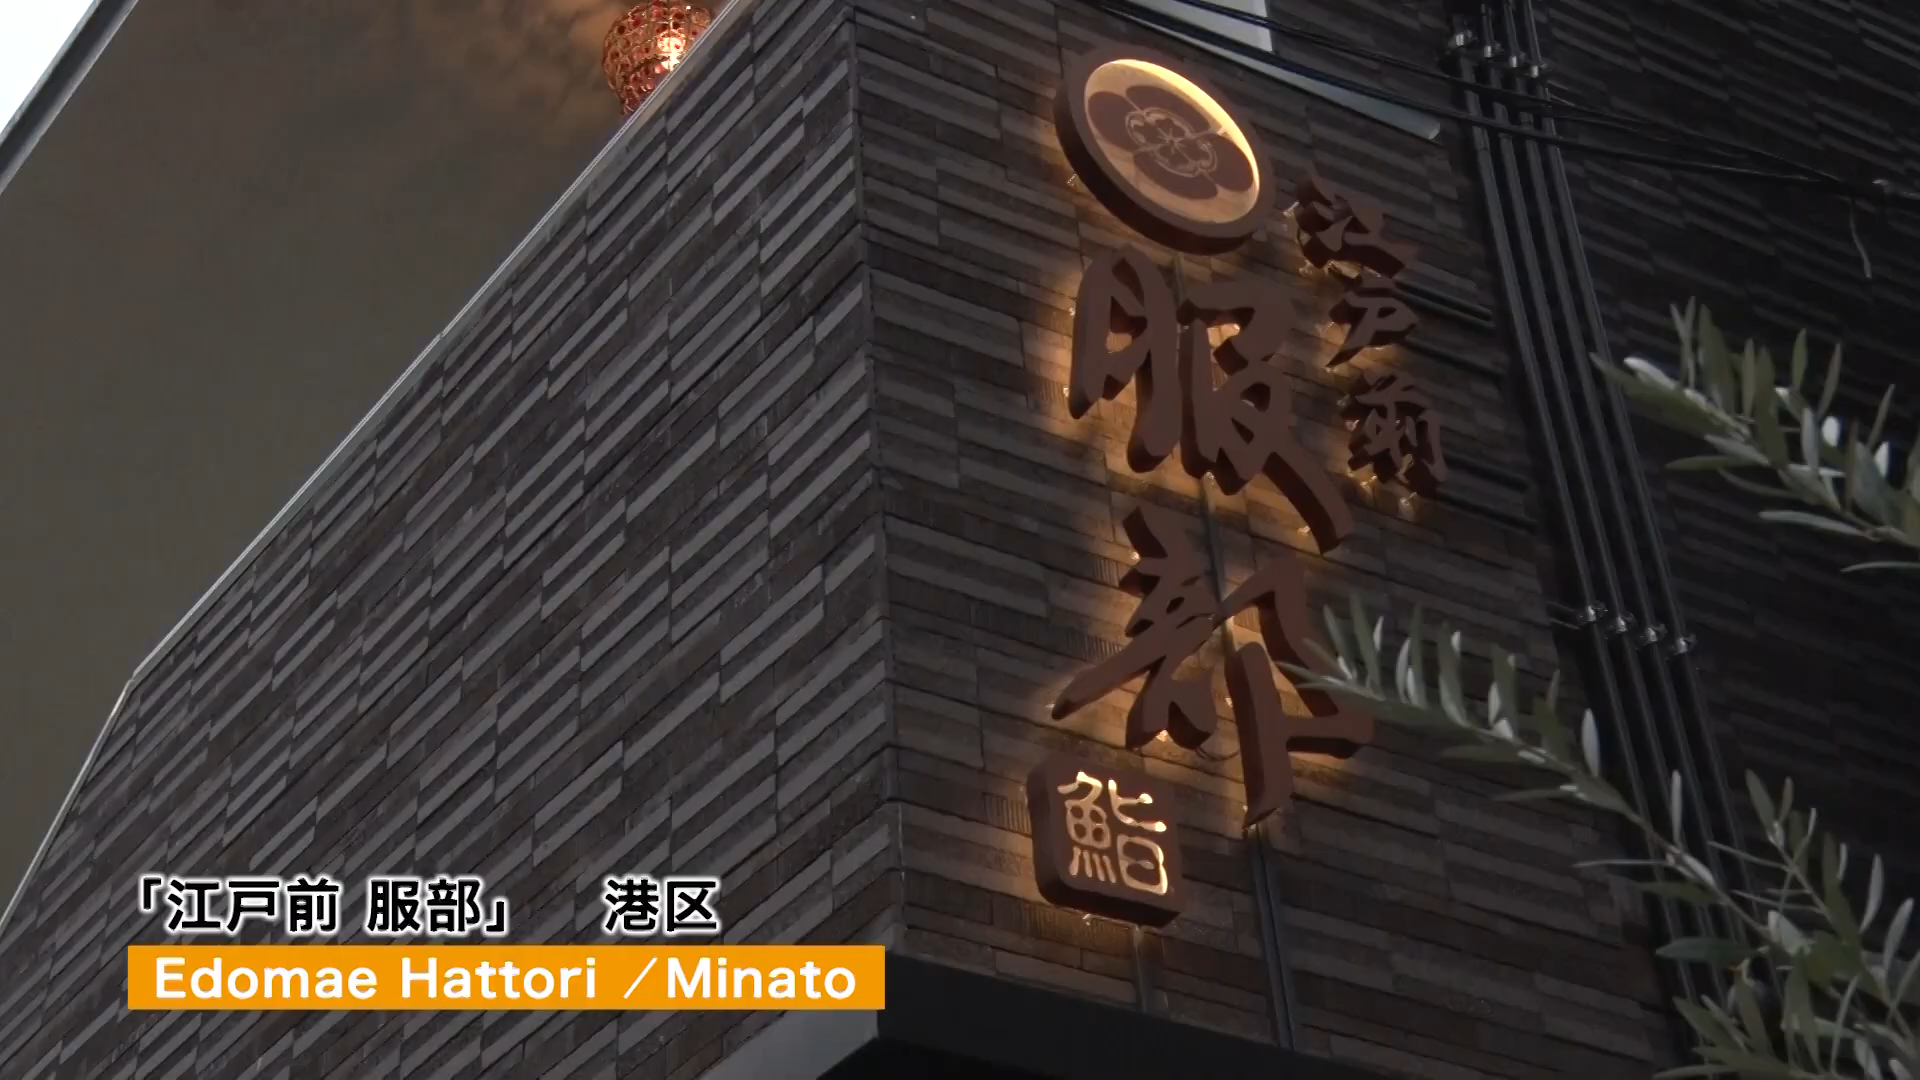 江戸前
服部
鮨
「江戸前 服部」 港区
Edomae Hattori /Minato